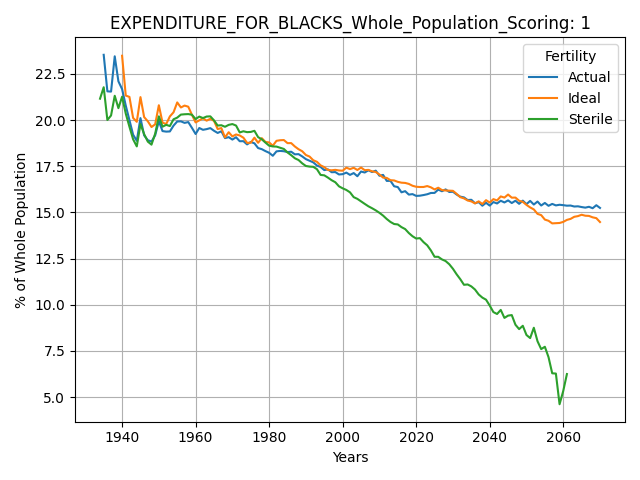 EXPENDITURE_FOR_BLACKS_Whole_Population_Scoring: 1
Fertility
Actual
Ideal
Sterile
% of Whole Population
22.5
20.0
17.5
15.0
12.5
10.0
7.5
5.0
1940 1960 1980 2000 2020 2040 2060
Years